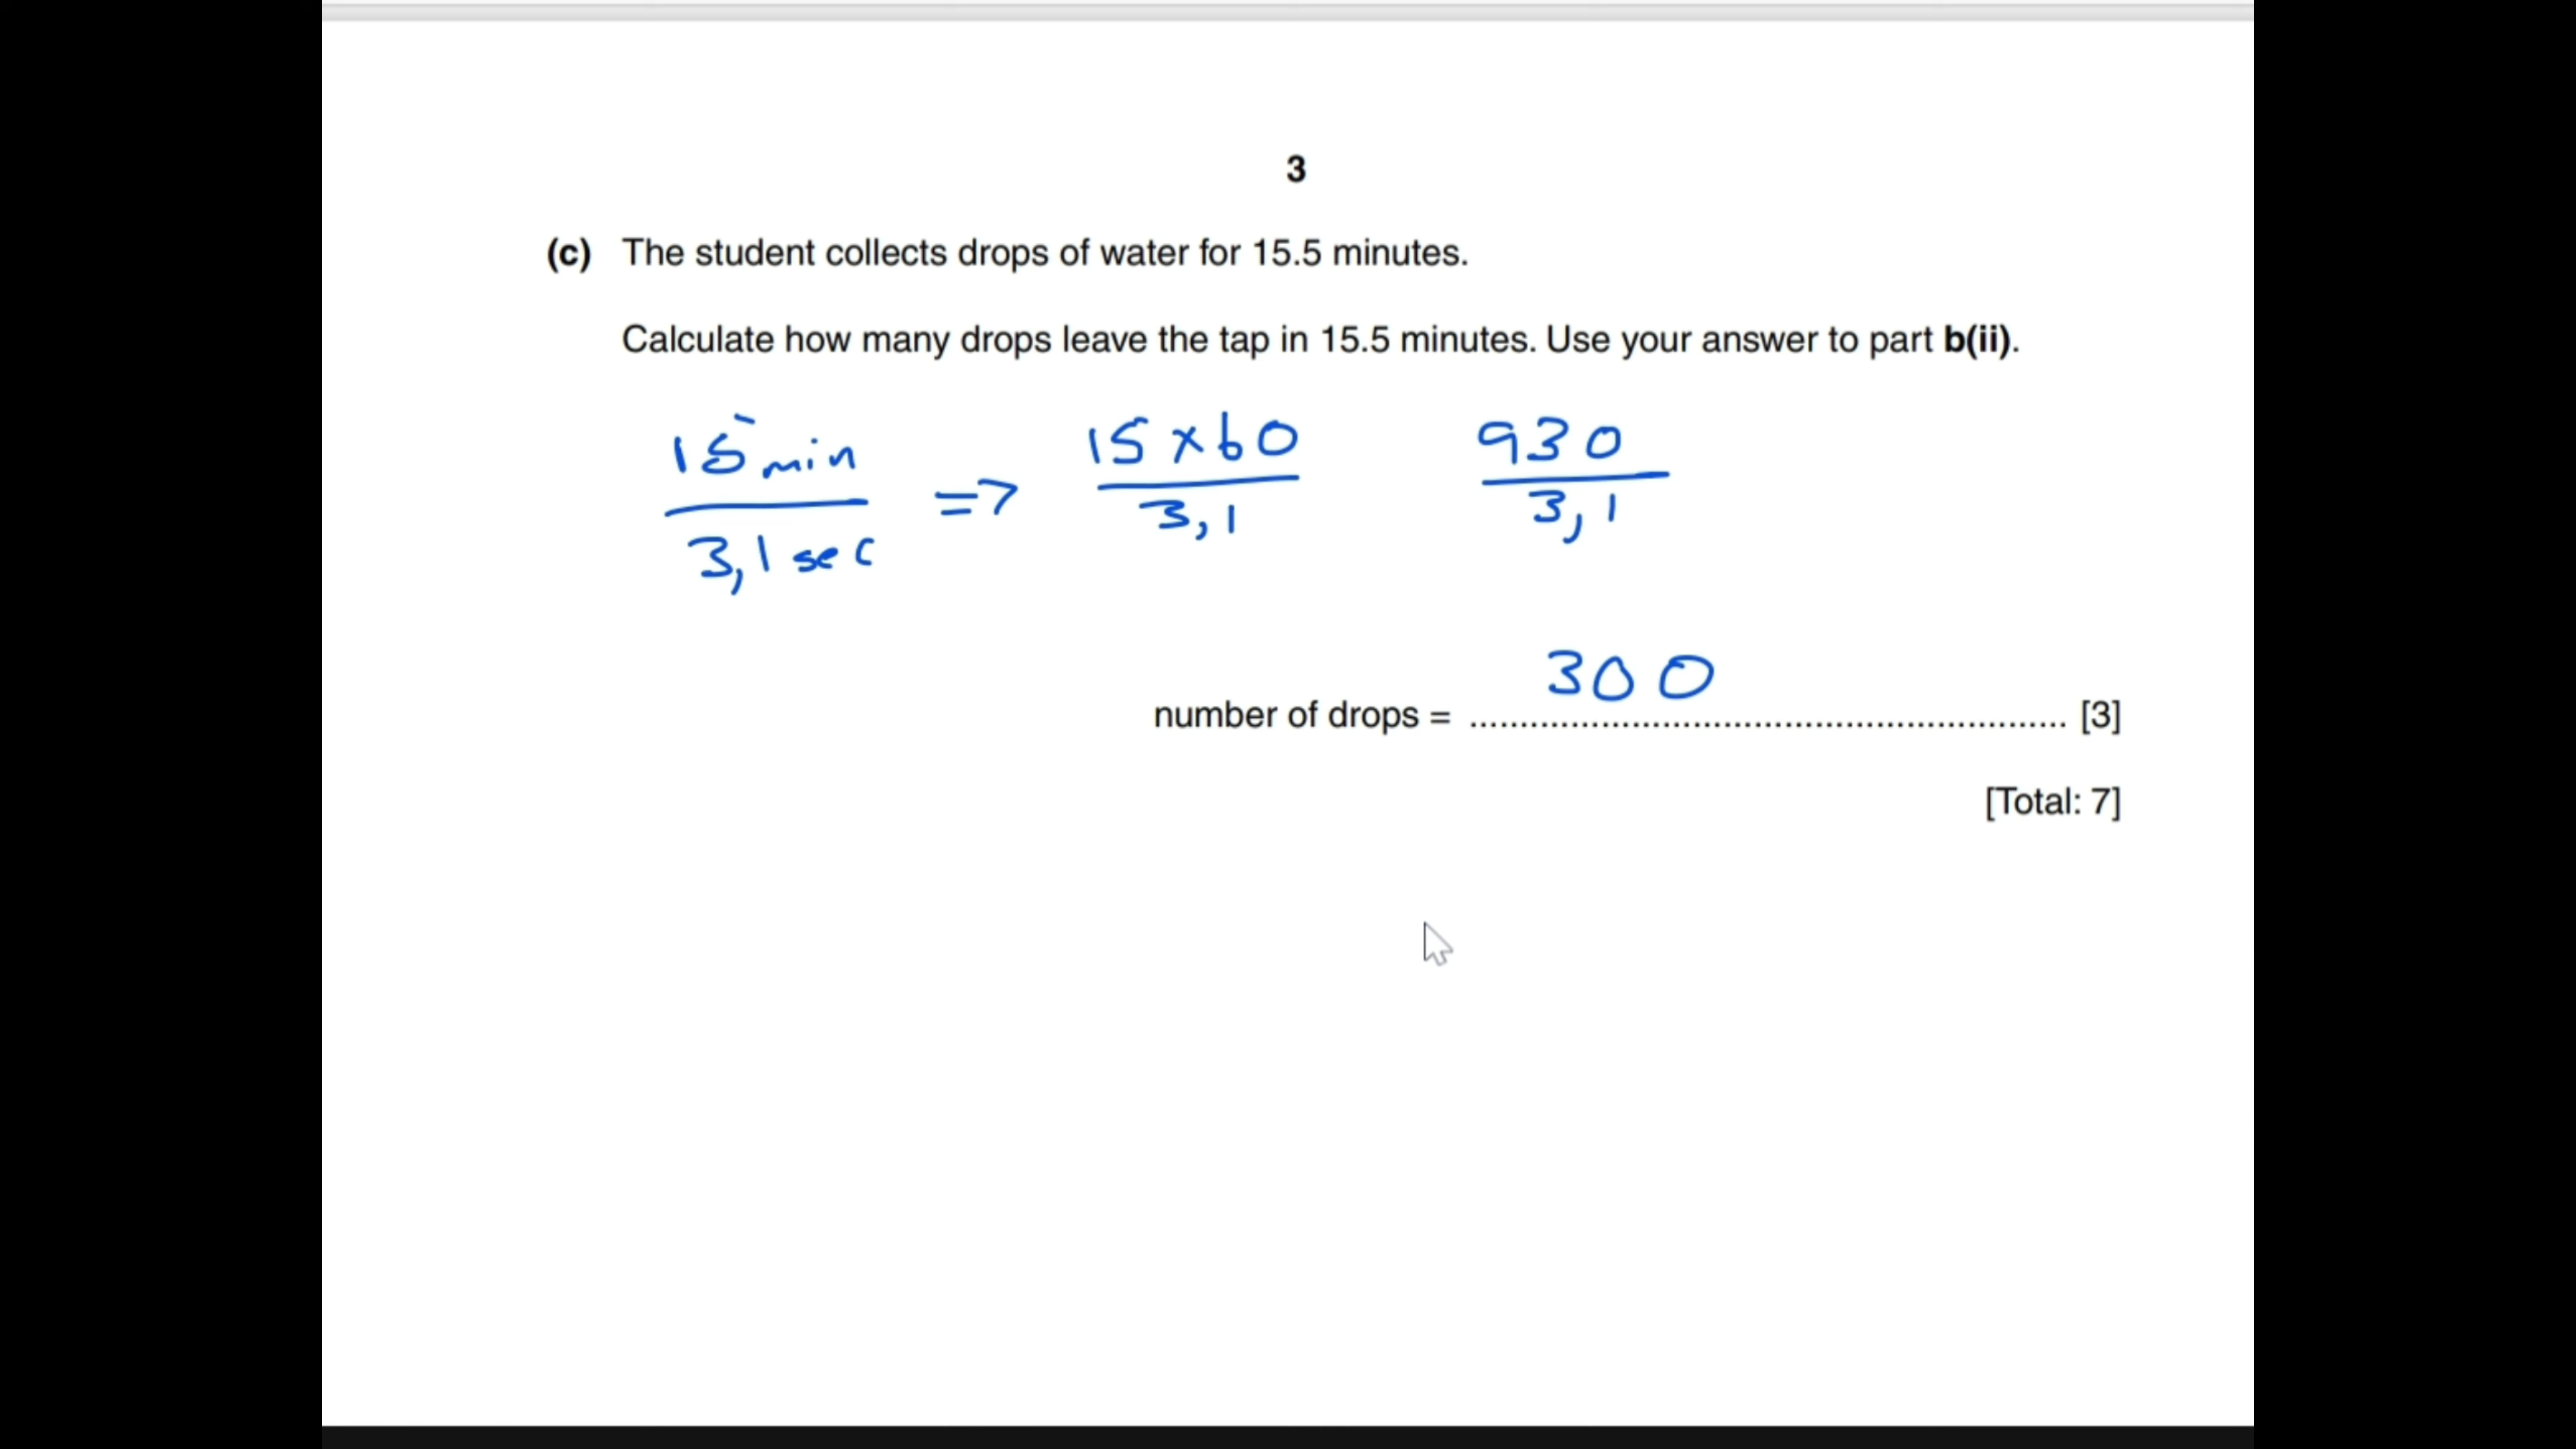 3
(c) The student collects drops of water for 15.5 minutes.
Calculate how many drops leave the tap in 15.5 minutes. Use your answer to part b(ii).
15 min
3,1 sec
=>
15 x 60
3,1
930
3,1
300
number of drops = ........................................................... [3]
[Total: 7]